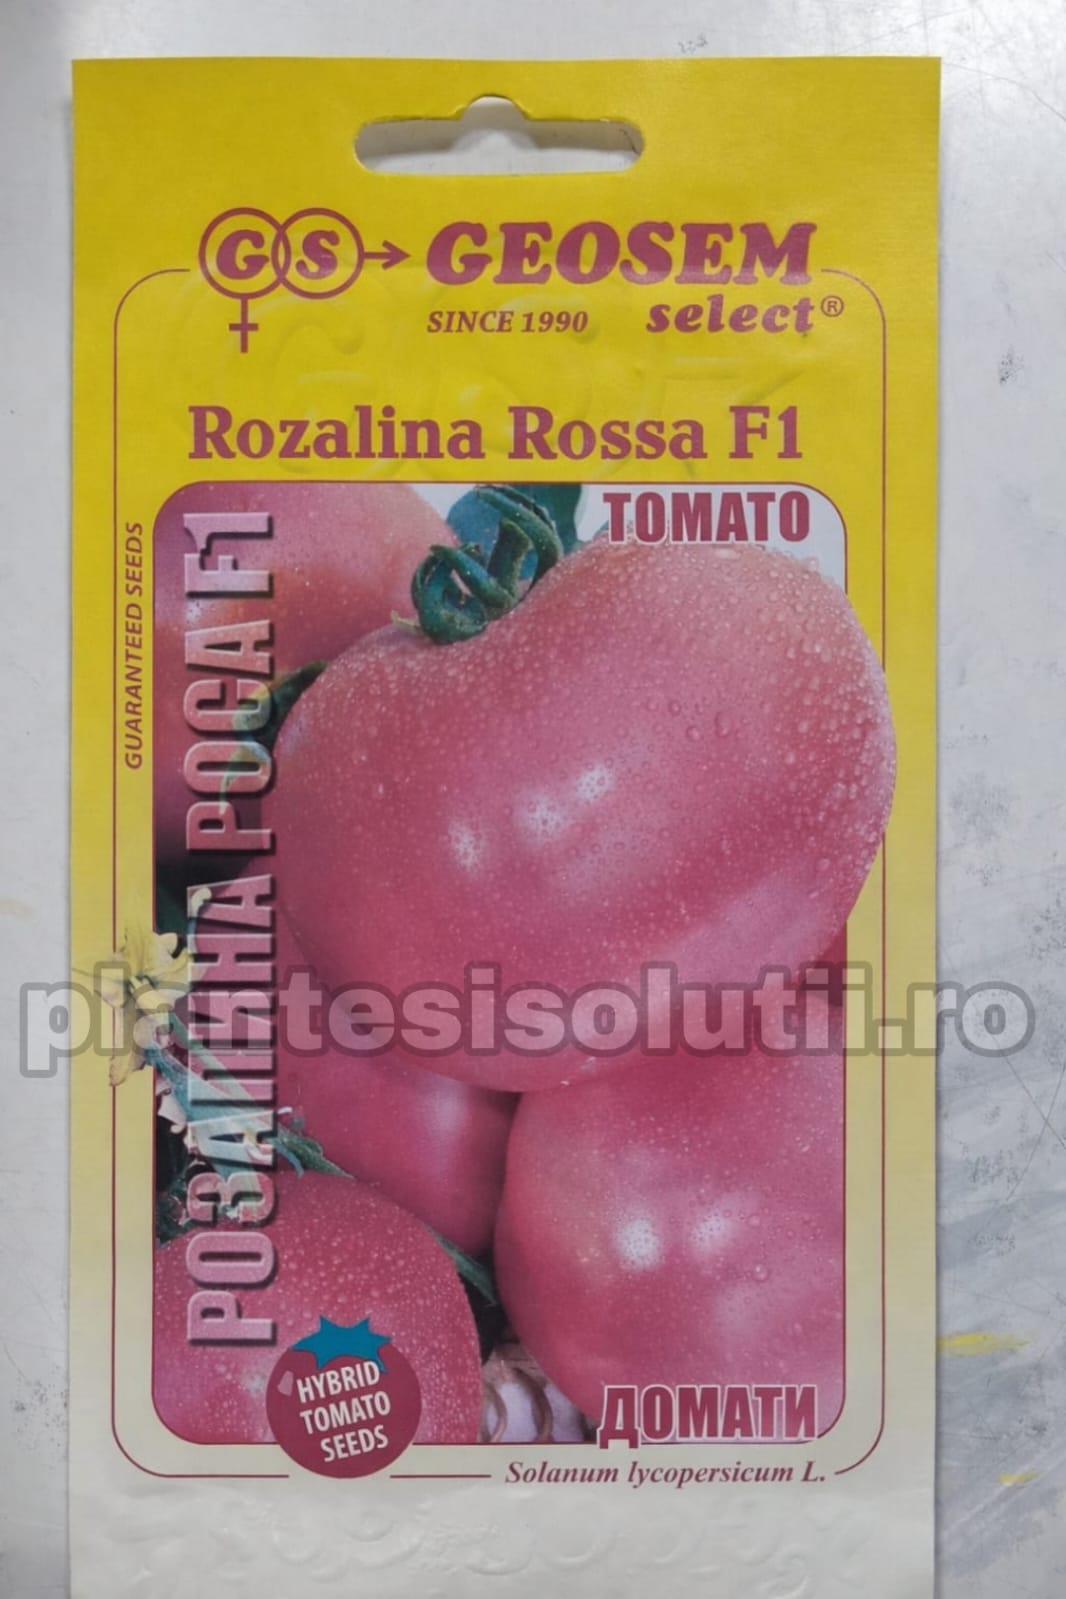 G S GEOSEM
SINCE 1990 select®
Rozalina Rossa F1
TOMATO
GUARANTEED SEEDS
РОЗАЛИНА РОСА F1
plantesisolutii.ro
HYBRID
TOMATO
SEEDS
ДОМАТИ
Solanum lycopersicum L.